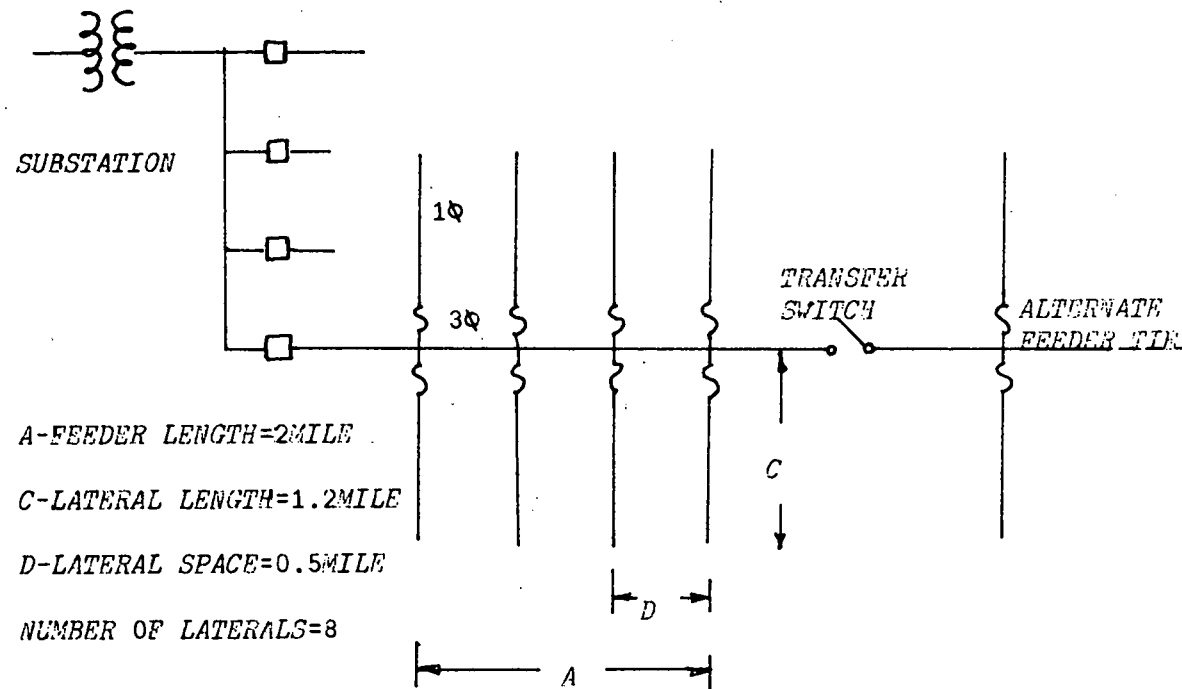 SUBSTATION
1Φ
3Φ
TRANSFER
SWITCH
ALTERNATE
FEEDER TIE
A-FEEDER LENGTH=2MILE
C-LATERAL LENGTH=1.2MILE
D-LATERAL SPACE=0.5MILE
NUMBER OF LATERALS=8
C
D
A